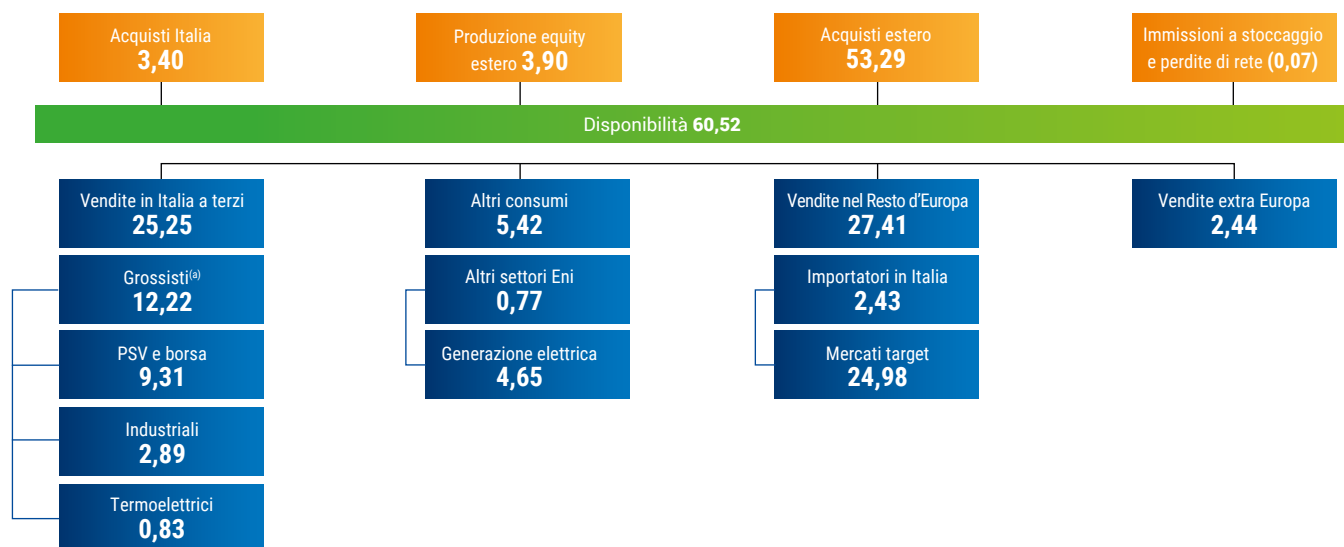 Acquisti Italia
3,40
Produzione equity
estero 3,90
Acquisti estero
53,29
Immissioni a stoccaggio
e perdite di rete (0,07)
Disponibilità 60,52
Vendite in Italia a terzi
25,25
Altri consumi
5,42
Vendite nel Resto d'Europa
27,41
Vendite extra Europa
2,44
Grossisti(a)
12,22
Altri settori Eni
0,77
Importatori in Italia
2,43
PSV e borsa
9,31
Generazione elettrica
4,65
Mercati target
24,98
Industriali
2,89
Termoelettrici
0,83